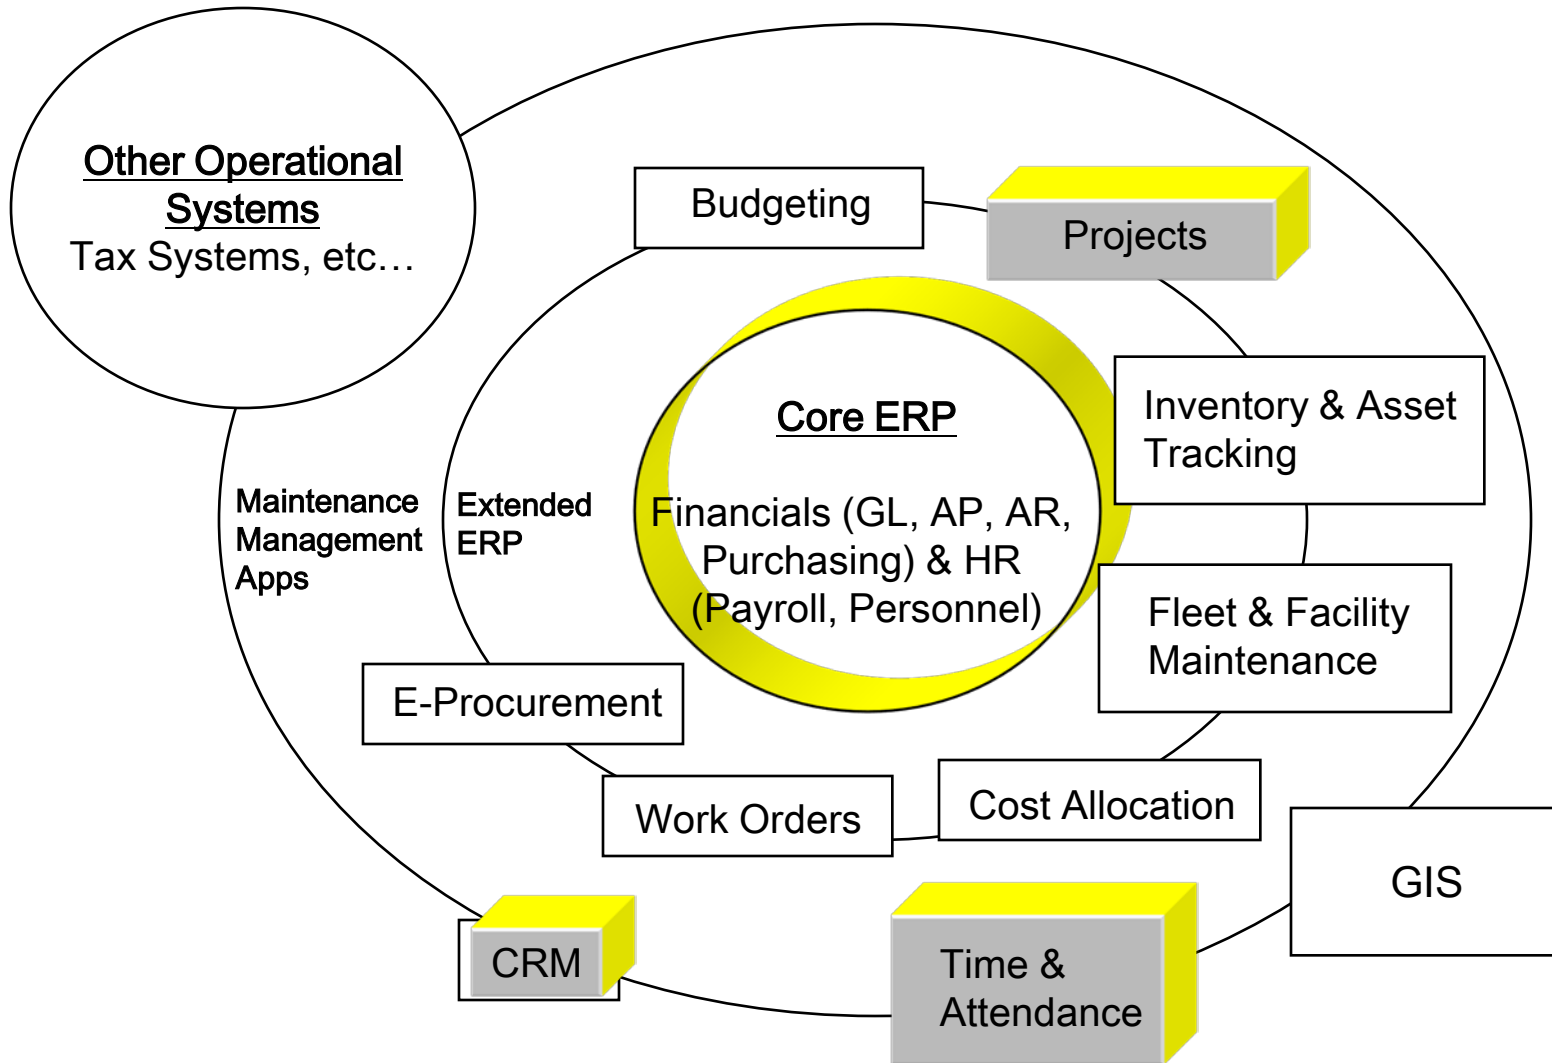 Other Operational
Systems
Tax Systems, etc…
Budgeting
Projects
Core ERP
Financials (GL, AP, AR,
Purchasing) & HR
(Payroll, Personnel)
Inventory & Asset
Tracking
Maintenance
Management
Apps
Extended
ERP
Fleet & Facility
Maintenance
E-Procurement
Work Orders
Cost Allocation
GIS
CRM
Time &
Attendance